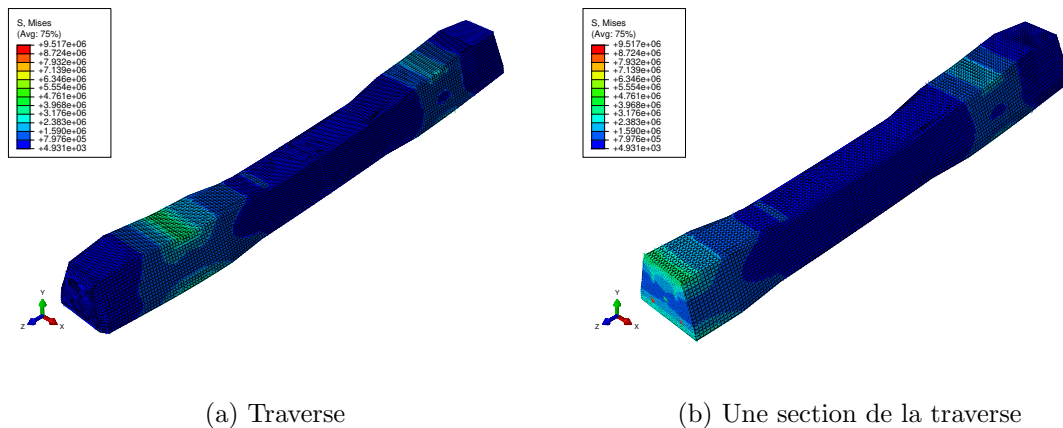 S, Mises
(Avg: 75%)
+9.517e+06
+8.724e+06
+7.932e+06
+7.139e+06
+6.346e+06
+5.554e+06
+4.761e+06
+3.968e+06
+3.176e+06
+2.383e+06
+1.590e+06
+7.976e+05
+4.931e+03
Y
Z
X
(a) Traverse
S, Mises
(Avg: 75%)
+9.517e+06
+8.724e+06
+7.932e+06
+7.139e+06
+6.346e+06
+5.554e+06
+4.761e+06
+3.968e+06
+3.176e+06
+2.383e+06
+1.590e+06
+7.976e+05
+4.931e+03
Y
Z
X
(b) Une section de la traverse